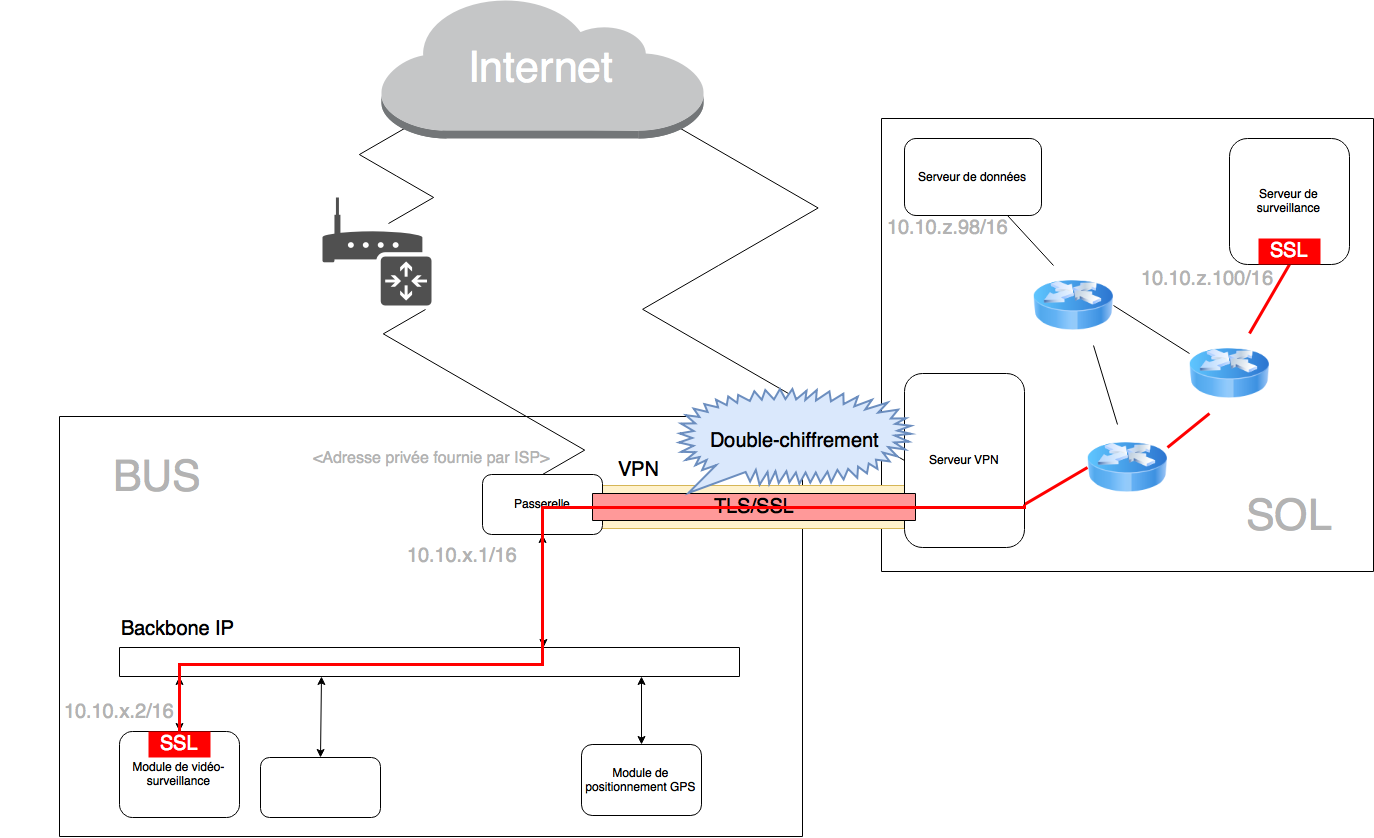 Internet
Serveur de données
10.10.z.98/16
Serveur de
surveillance
SSL
10.10.z.100/16
BUS
<Adresse privée fournie par ISP>
VPN
Double-chiffrement
Serveur VPN
SOL
Passerelle
TLS/SSL
10.10.x.1/16
Backbone IP
10.10.x.2/16
SSL
Module de vidéo-
surveillance
Module de
positionnement GPS